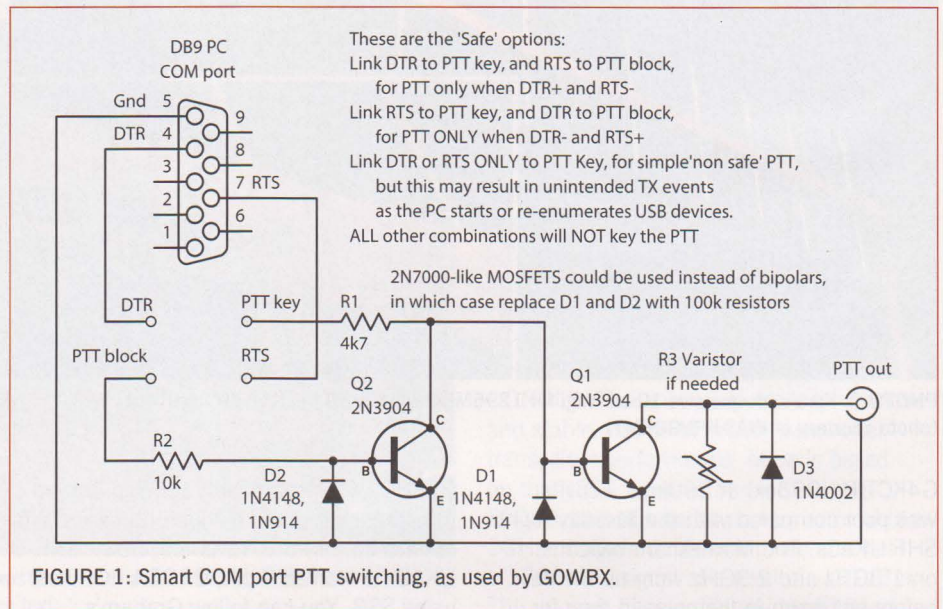 DB9 PC
COM port
Gnd 5
DTR 4
3
2
1
9
8
7 RTS
6
These are the 'Safe' options:
Link DTR to PTT key, and RTS to PTT block,
for PTT only when DTR+ and RTS-
Link RTS to PTT key, and DTR to PTT block,
for PTT ONLY when DTR- and RTS+
Link DTR or RTS ONLY to PTT Key, for simple'non safe' PTT,
but this may result in unintended TX events
as the PC starts or re-enumerates USB devices.
ALL other combinations will NOT key the PTT
2N7000-like MOSFETS could be used instead of bipolars,
in which case replace D1 and D2 with 100k resistors
DTR
PTT key
R1
4k7
PTT block
RTS
R2
10k
Q2
2N3904
C
B
E
D2
1N4148,
1N914
Q1
2N3904
C
B
E
D1
1N4148,
1N914
R3 Varistor
if needed
PTT out
D3
1N4002
FIGURE 1: Smart COM port PTT switching, as used by G0WBX.